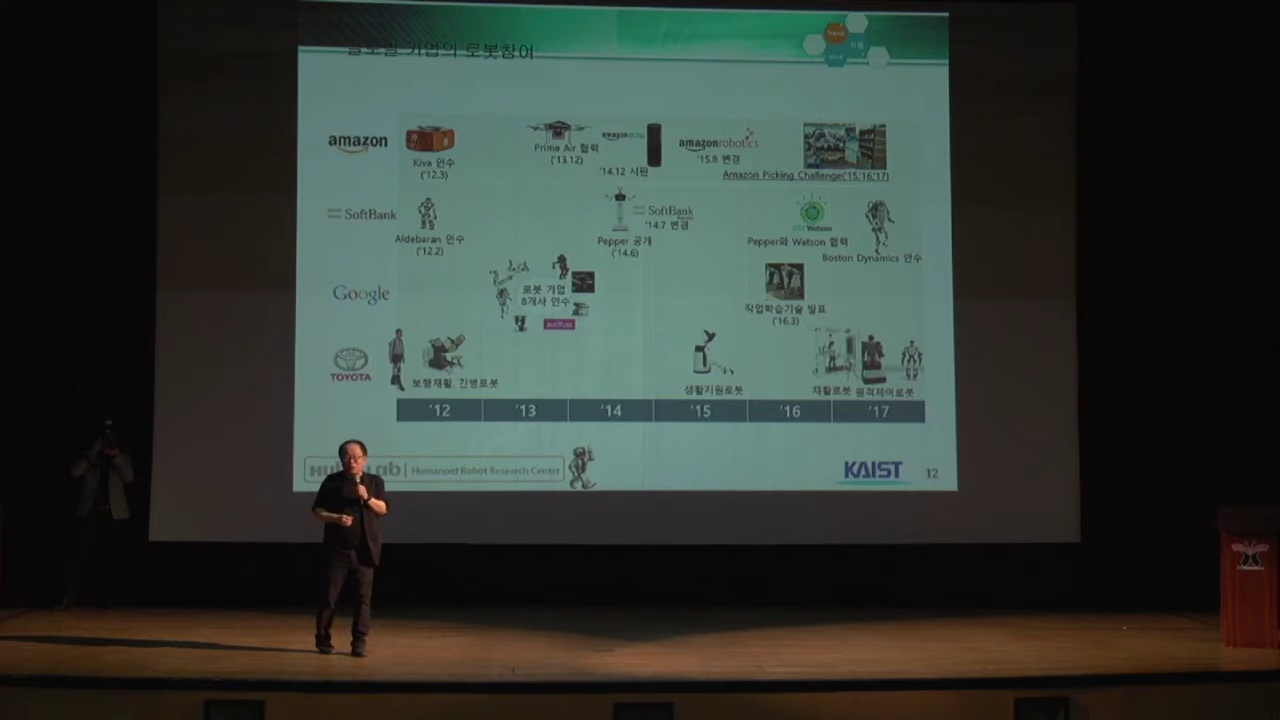 글로벌 기업의 로봇참여
Trend
amazon
Kiva 인수
('12.3)
Prime Air 협력
('13.12)
amazon echo
'14.12 시판
amazonrobotics
'15.8 변경
Amazon Picking Challenge('15,'16,'17)
SoftBank
Aldebaran 인수
('12.2)
Pepper 공개
('14.6)
SoftBank
'14.7 변경
Watson
Pepper와 Watson 협력
Boston Dynamics 인수
Google
로봇 기업
8개사 인수
작업학습기술 발표
('16.3)
TOYOTA
보행재활, 간병로봇
생활지원로봇
재활로봇 원격제어로봇
'12 '13 '14 '15 '16 '17
Humanoid Robot Research Center
KAIST
12